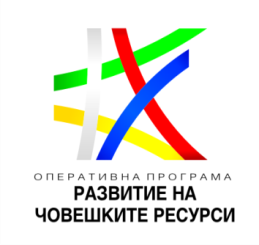 ОПЕРАТИВНА ПРОГРАМА
РАЗВИТИЕ НА
ЧОВЕШКИТЕ РЕСУРСИ